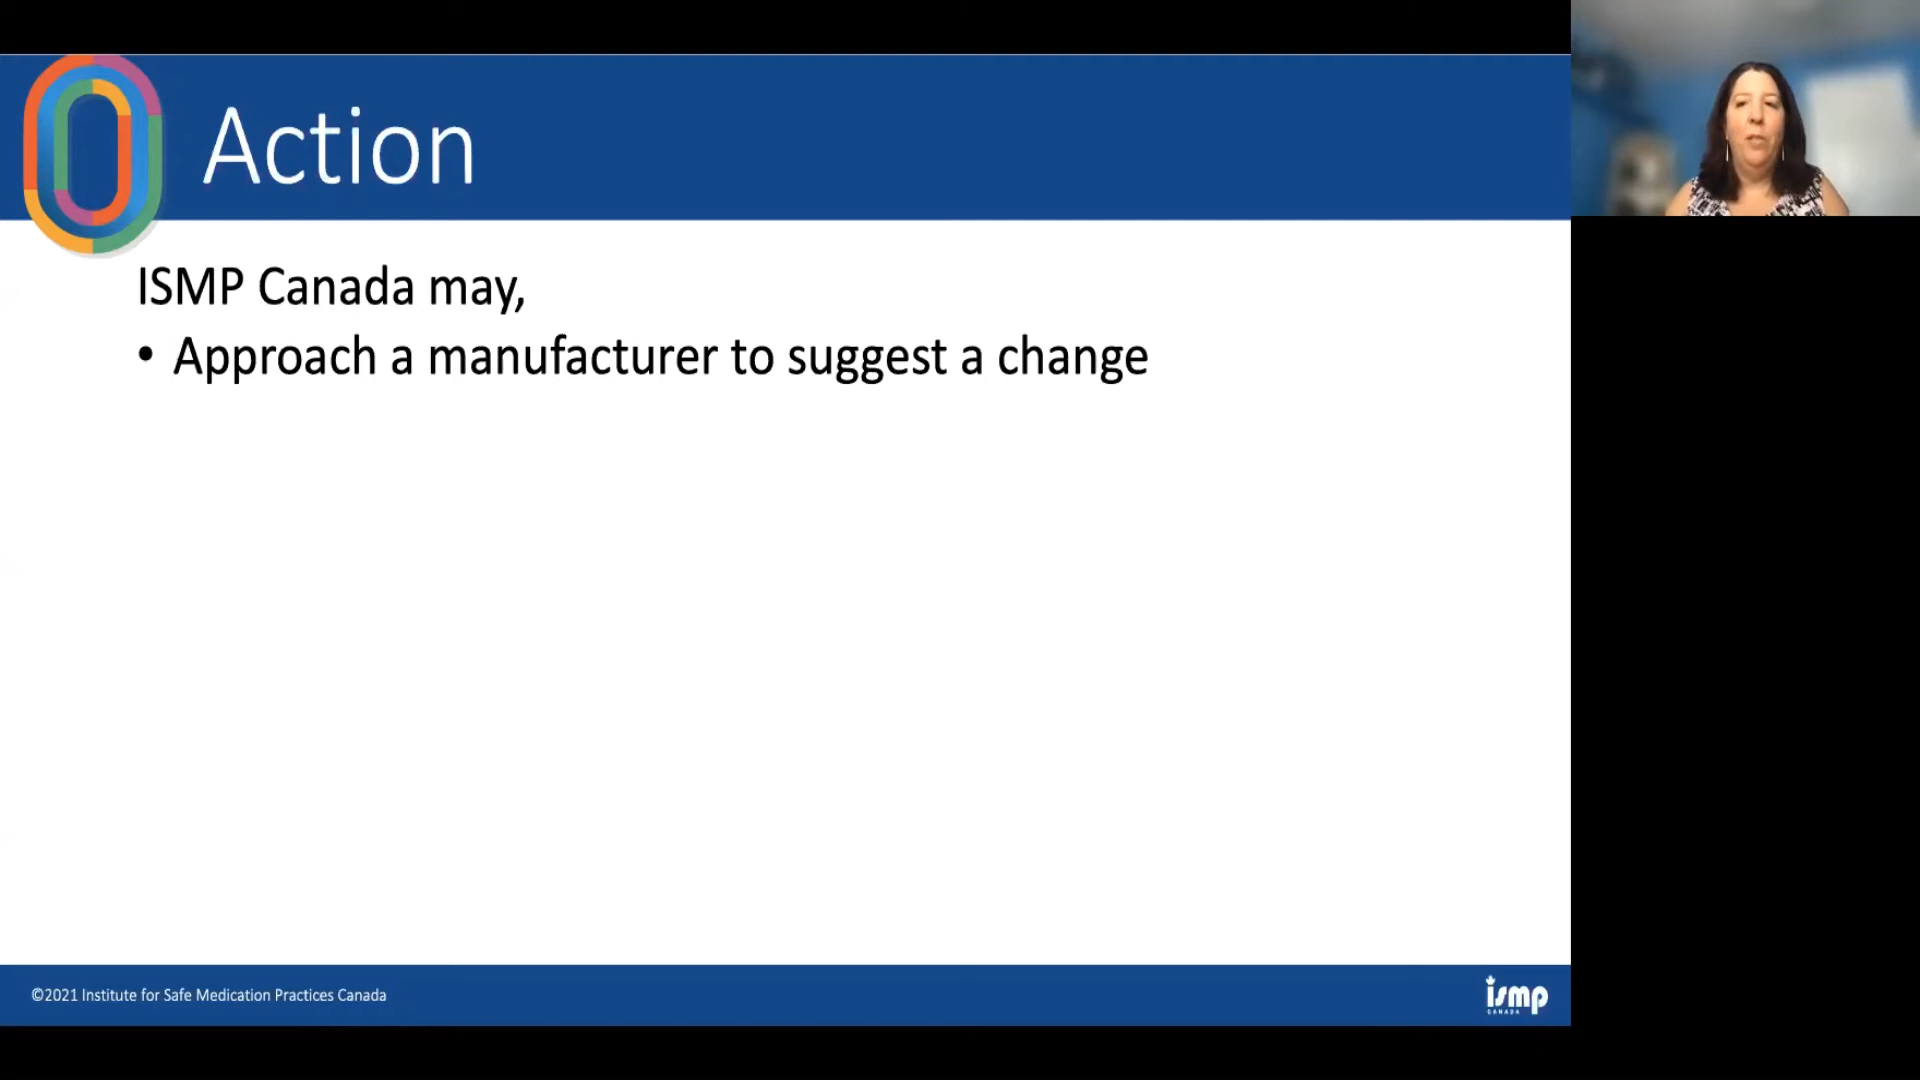 Action
ISMP Canada may,
• Approach a manufacturer to suggest a change
©2021 Institute for Safe Medication Practices Canada
ismp
CANADA